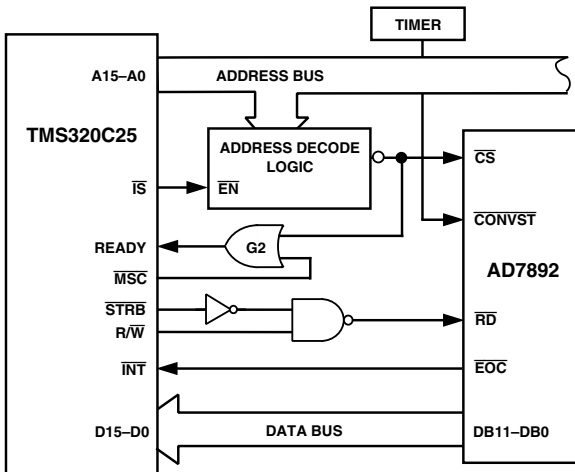 TIMER
A15–A0
ADDRESS BUS
TMS320C25
ADDRESS DECODE
LOGIC
CS
IS
EN
CONVST
READY
G2
AD7892
MSC
STRB
R/W
RD
INT
EOC
D15–D0
DATA BUS
DB11–DB0